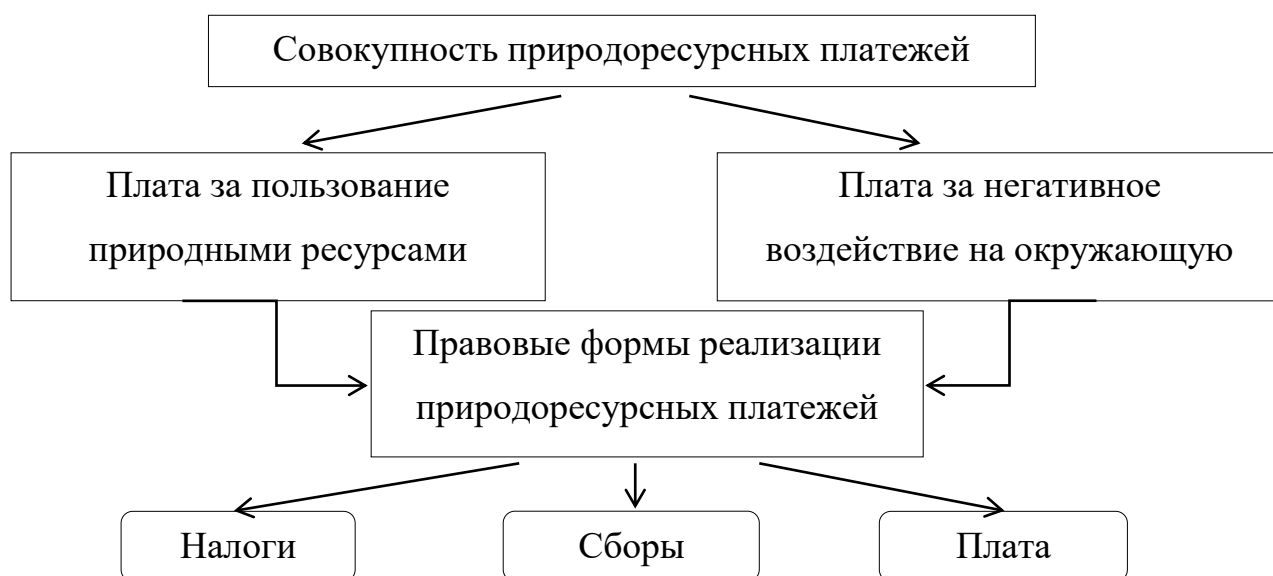 Совокупность природоресурсных платежей
Плата за пользование
природными ресурсами
Плата за негативное
воздействие на окружающую
Правовые формы реализации
природоресурсных платежей
Налоги
Сборы
Плата